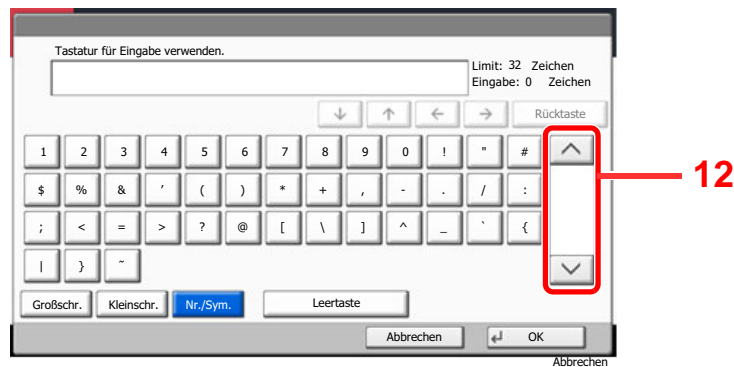 Tastatur für Eingabe verwenden.
Limit: 32 Zeichen
Eingabe: 0 Zeichen
↓ ↑ ← → Rücktaste
1 2 3 4 5 6 7 8 9 0 ! " #
$ % & ' ( ) * + , - . / :
; < = > ? @ [ \ ] ^ _ ` {
| } ~
12
Großschr. Kleinschr. Nr./Sym. Leertaste
Abbrechen OK
Abbrechen